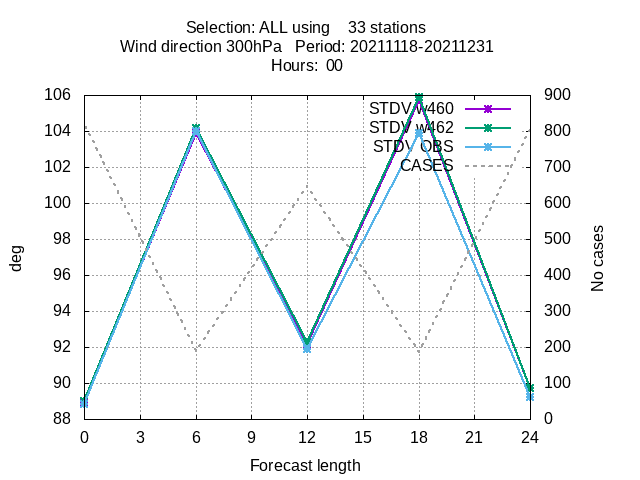 Selection: ALL using 33 stations
Wind direction 300hPa Period: 20211118-20211231
Hours: 00
106
104
102
100
98
96
94
92
90
88
deg
900
800
700
600
500
400
300
200
100
0
No cases
STDV w460
STDV w462
STDV OBS
CASES
0 3 6 9 12 15 18 21 24
Forecast length